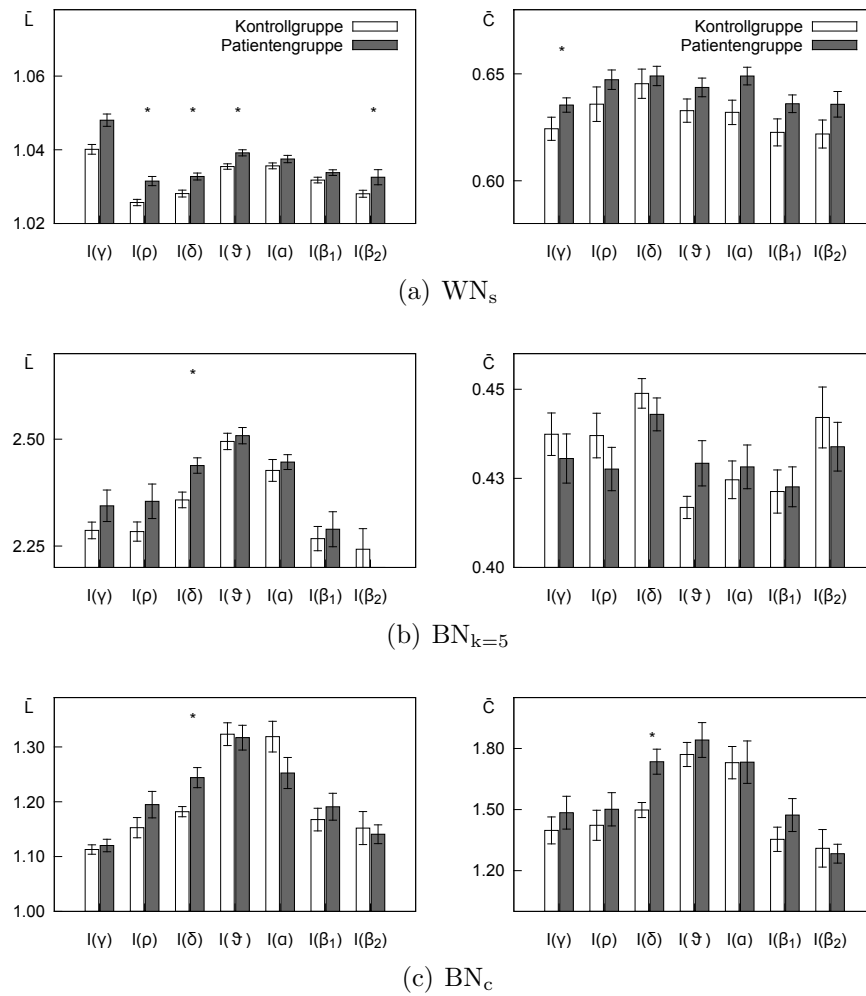 L̄
C̄
Kontrollgruppe
Patientengruppe
Kontrollgruppe
Patientengruppe
1.06
1.04
1.02
0.65
0.60
* * * *
*
I(γ) I(ρ) I(δ) I(ϑ) I(α) I(β₁) I(β₂)
I(γ) I(ρ) I(δ) I(ϑ) I(α) I(β₁) I(β₂)
(a) WNₛ
L̄
C̄
*
2.50
2.25
0.45
0.43
0.40
I(γ) I(ρ) I(δ) I(ϑ) I(α) I(β₁) I(β₂)
I(γ) I(ρ) I(δ) I(ϑ) I(α) I(β₁) I(β₂)
(b) BNₖ₌₅
L̄
C̄
*
*
1.30
1.20
1.10
1.00
1.80
1.50
1.20
I(γ) I(ρ) I(δ) I(ϑ) I(α) I(β₁) I(β₂)
I(γ) I(ρ) I(δ) I(ϑ) I(α) I(β₁) I(β₂)
(c) BN_c